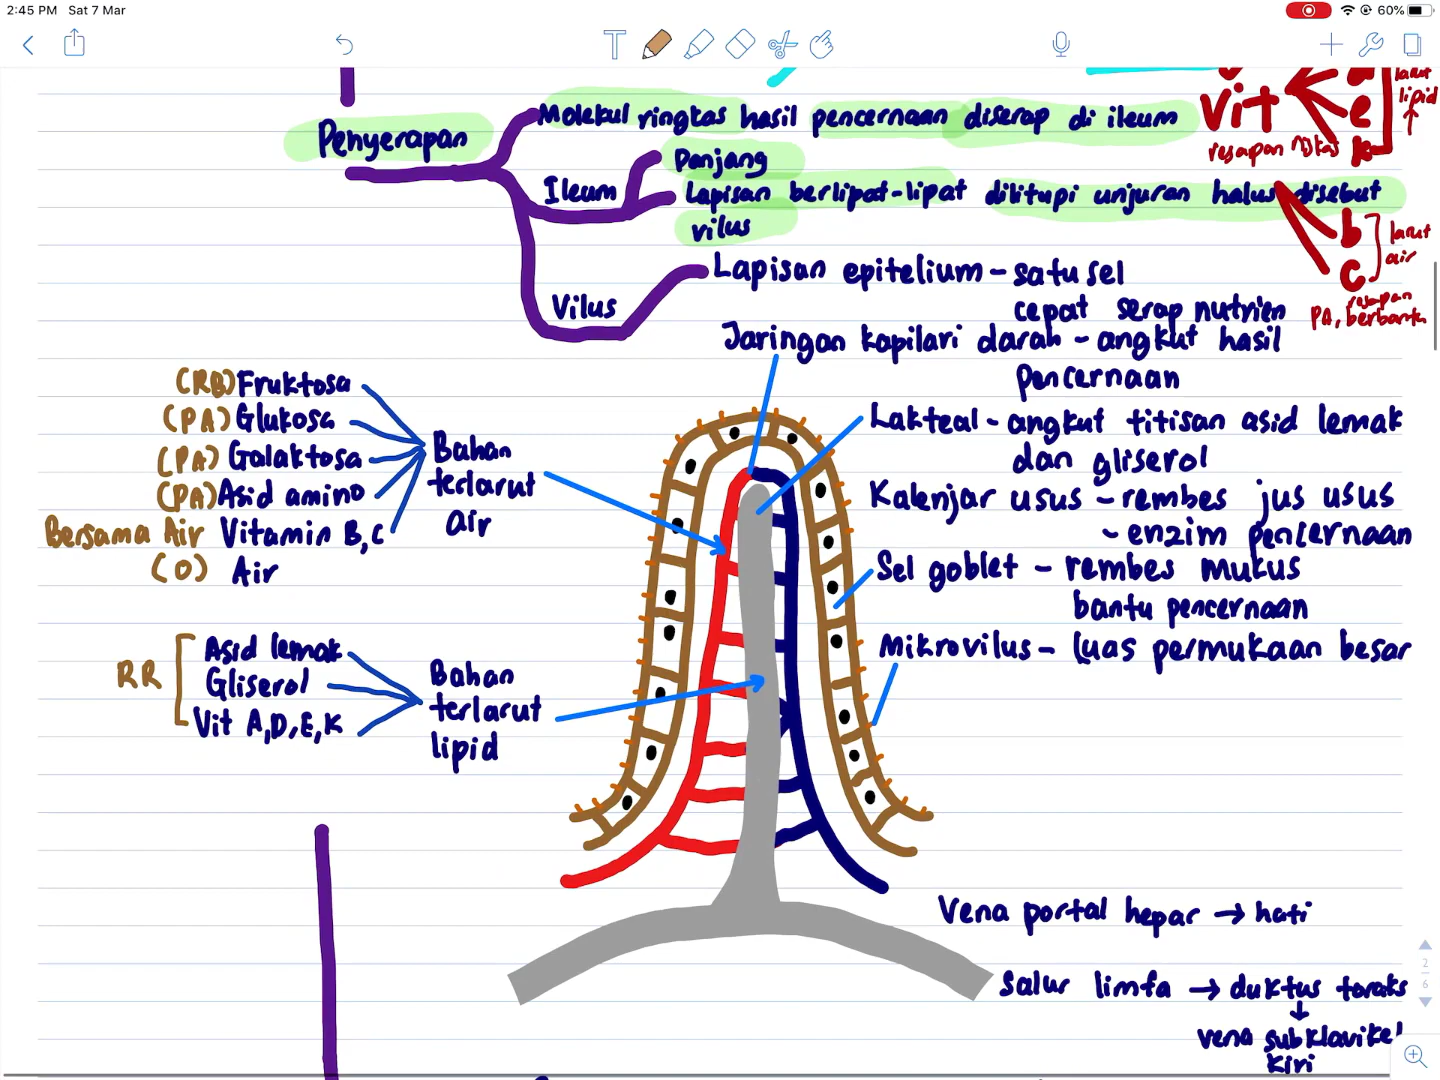 2:45 PM Sat 7 Mar
60%
Penyerapan
Molekul ringkas hasil pencernaan diserap di ileum
Ileum
Panjang
Lapisan berlipat-lipat dilitupi unjuran halus disebut
vilus
Vilus
Lapisan epitelium - satu sel
cepat serap nutrien
Jaringan kapilari darah - angkut hasil
pencernaan
Lakteal - angkut titisan asid lemak
dan gliserol
Kalenjar usus - rembes jus usus
- enzim pencernaan
Sel goblet - rembes mukus
bantu pencernaan
Mikrovilus - luas permukaan besar
Vit
e
k
larut
lipid
resapan
b
c
larut
air
resapan
PA, berbantu
(RB) Fruktosa
(PA) Glukosa
(PA) Galaktosa
(PA) Asid amino
Bersama Air Vitamin B, C
(O) Air
Bahan
terlarut
air
RR
Asid lemak
Gliserol
Vit A, D, E, K
Bahan
terlarut
lipid
Vena portal hepar → hati
Salur limfa → duktus toraks
↓
vena subklavikel
kiri
2
6